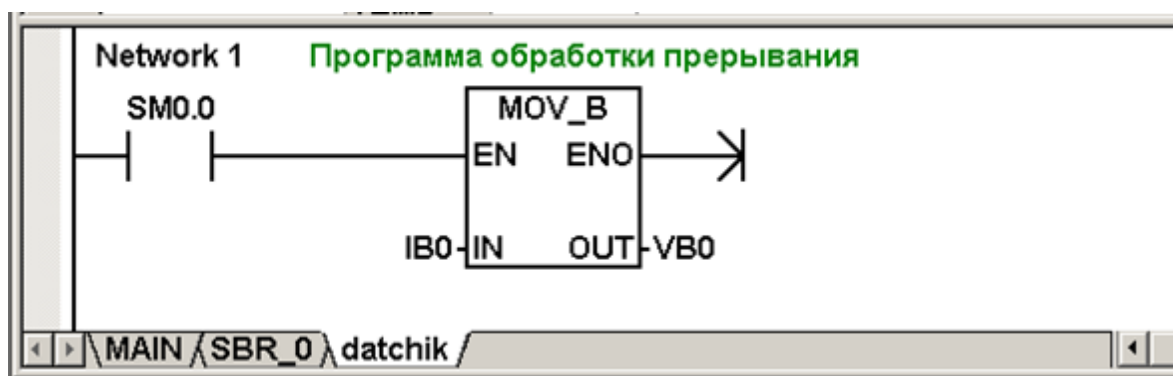 Network 1 Программа обработки прерывания
SM0.0
MOV_B
EN ENO
IB0 IN OUT VB0
MAIN SBR_0 datchik